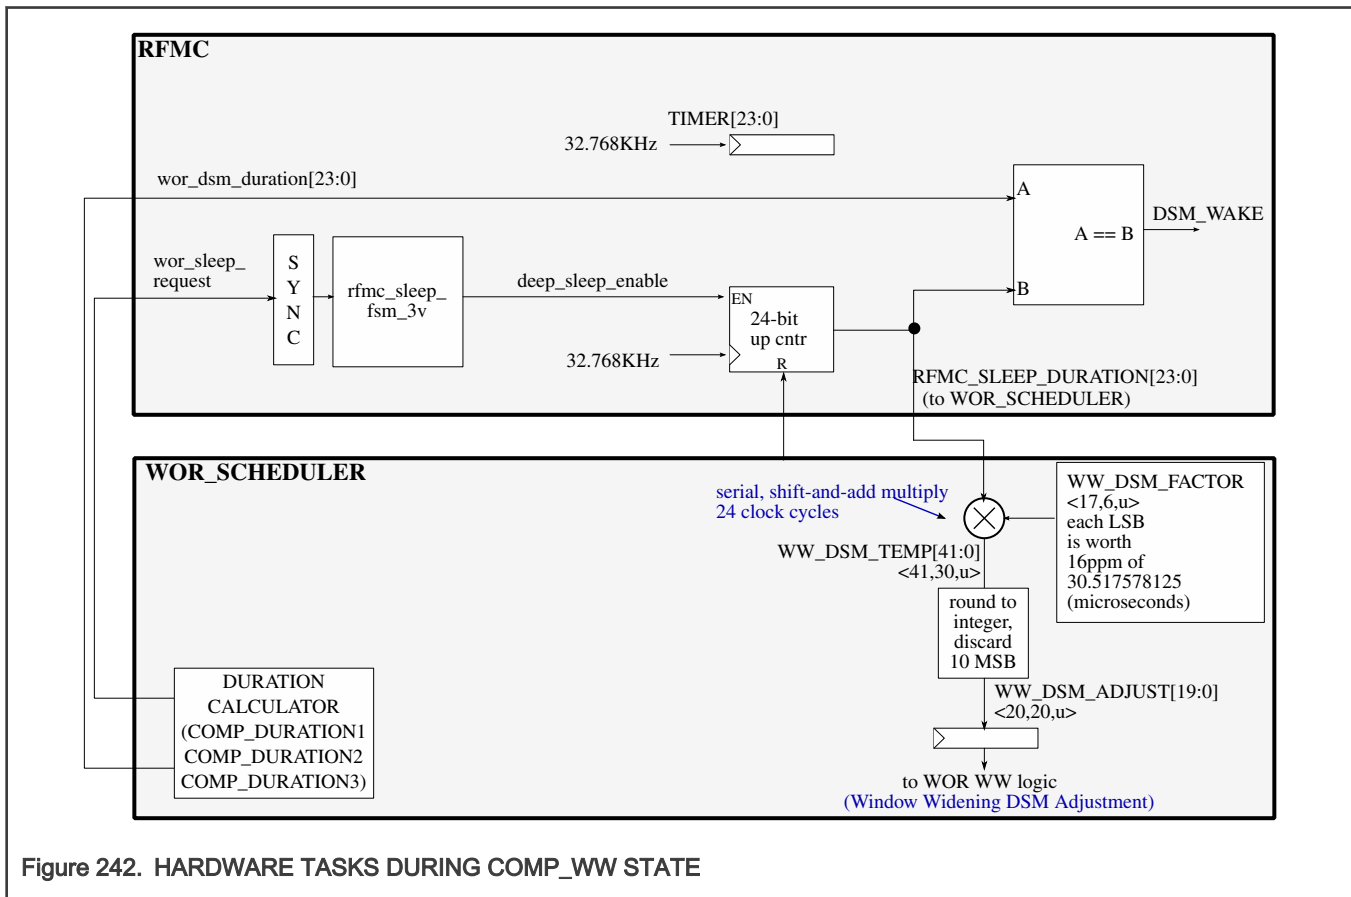 RFMC
TIMER[23:0]
32.768KHz
wor_dsm_duration[23:0]
A
DSM_WAKE
A == B
wor_sleep_
request
S
Y
N
C
rfmc_sleep_
fsm_3v
deep_sleep_enable
B
EN
24-bit
up cntr
R
32.768KHz
RFMC_SLEEP_DURATION[23:0]
(to WOR_SCHEDULER)
WOR_SCHEDULER
serial, shift-and-add multiply
24 clock cycles
WW_DSM_FACTOR
<17,6,u>
each LSB
is worth
16ppm of
30.517578125
(microseconds)
WW_DSM_TEMP[41:0]
<41,30,u>
round to
integer,
discard
10 MSB
WW_DSM_ADJUST[19:0]
<20,20,u>
DURATION
CALCULATOR
(COMP_DURATION1
COMP_DURATION2
COMP_DURATION3)
to WOR WW logic
(Window Widening DSM Adjustment)
Figure 242. HARDWARE TASKS DURING COMP_WW STATE